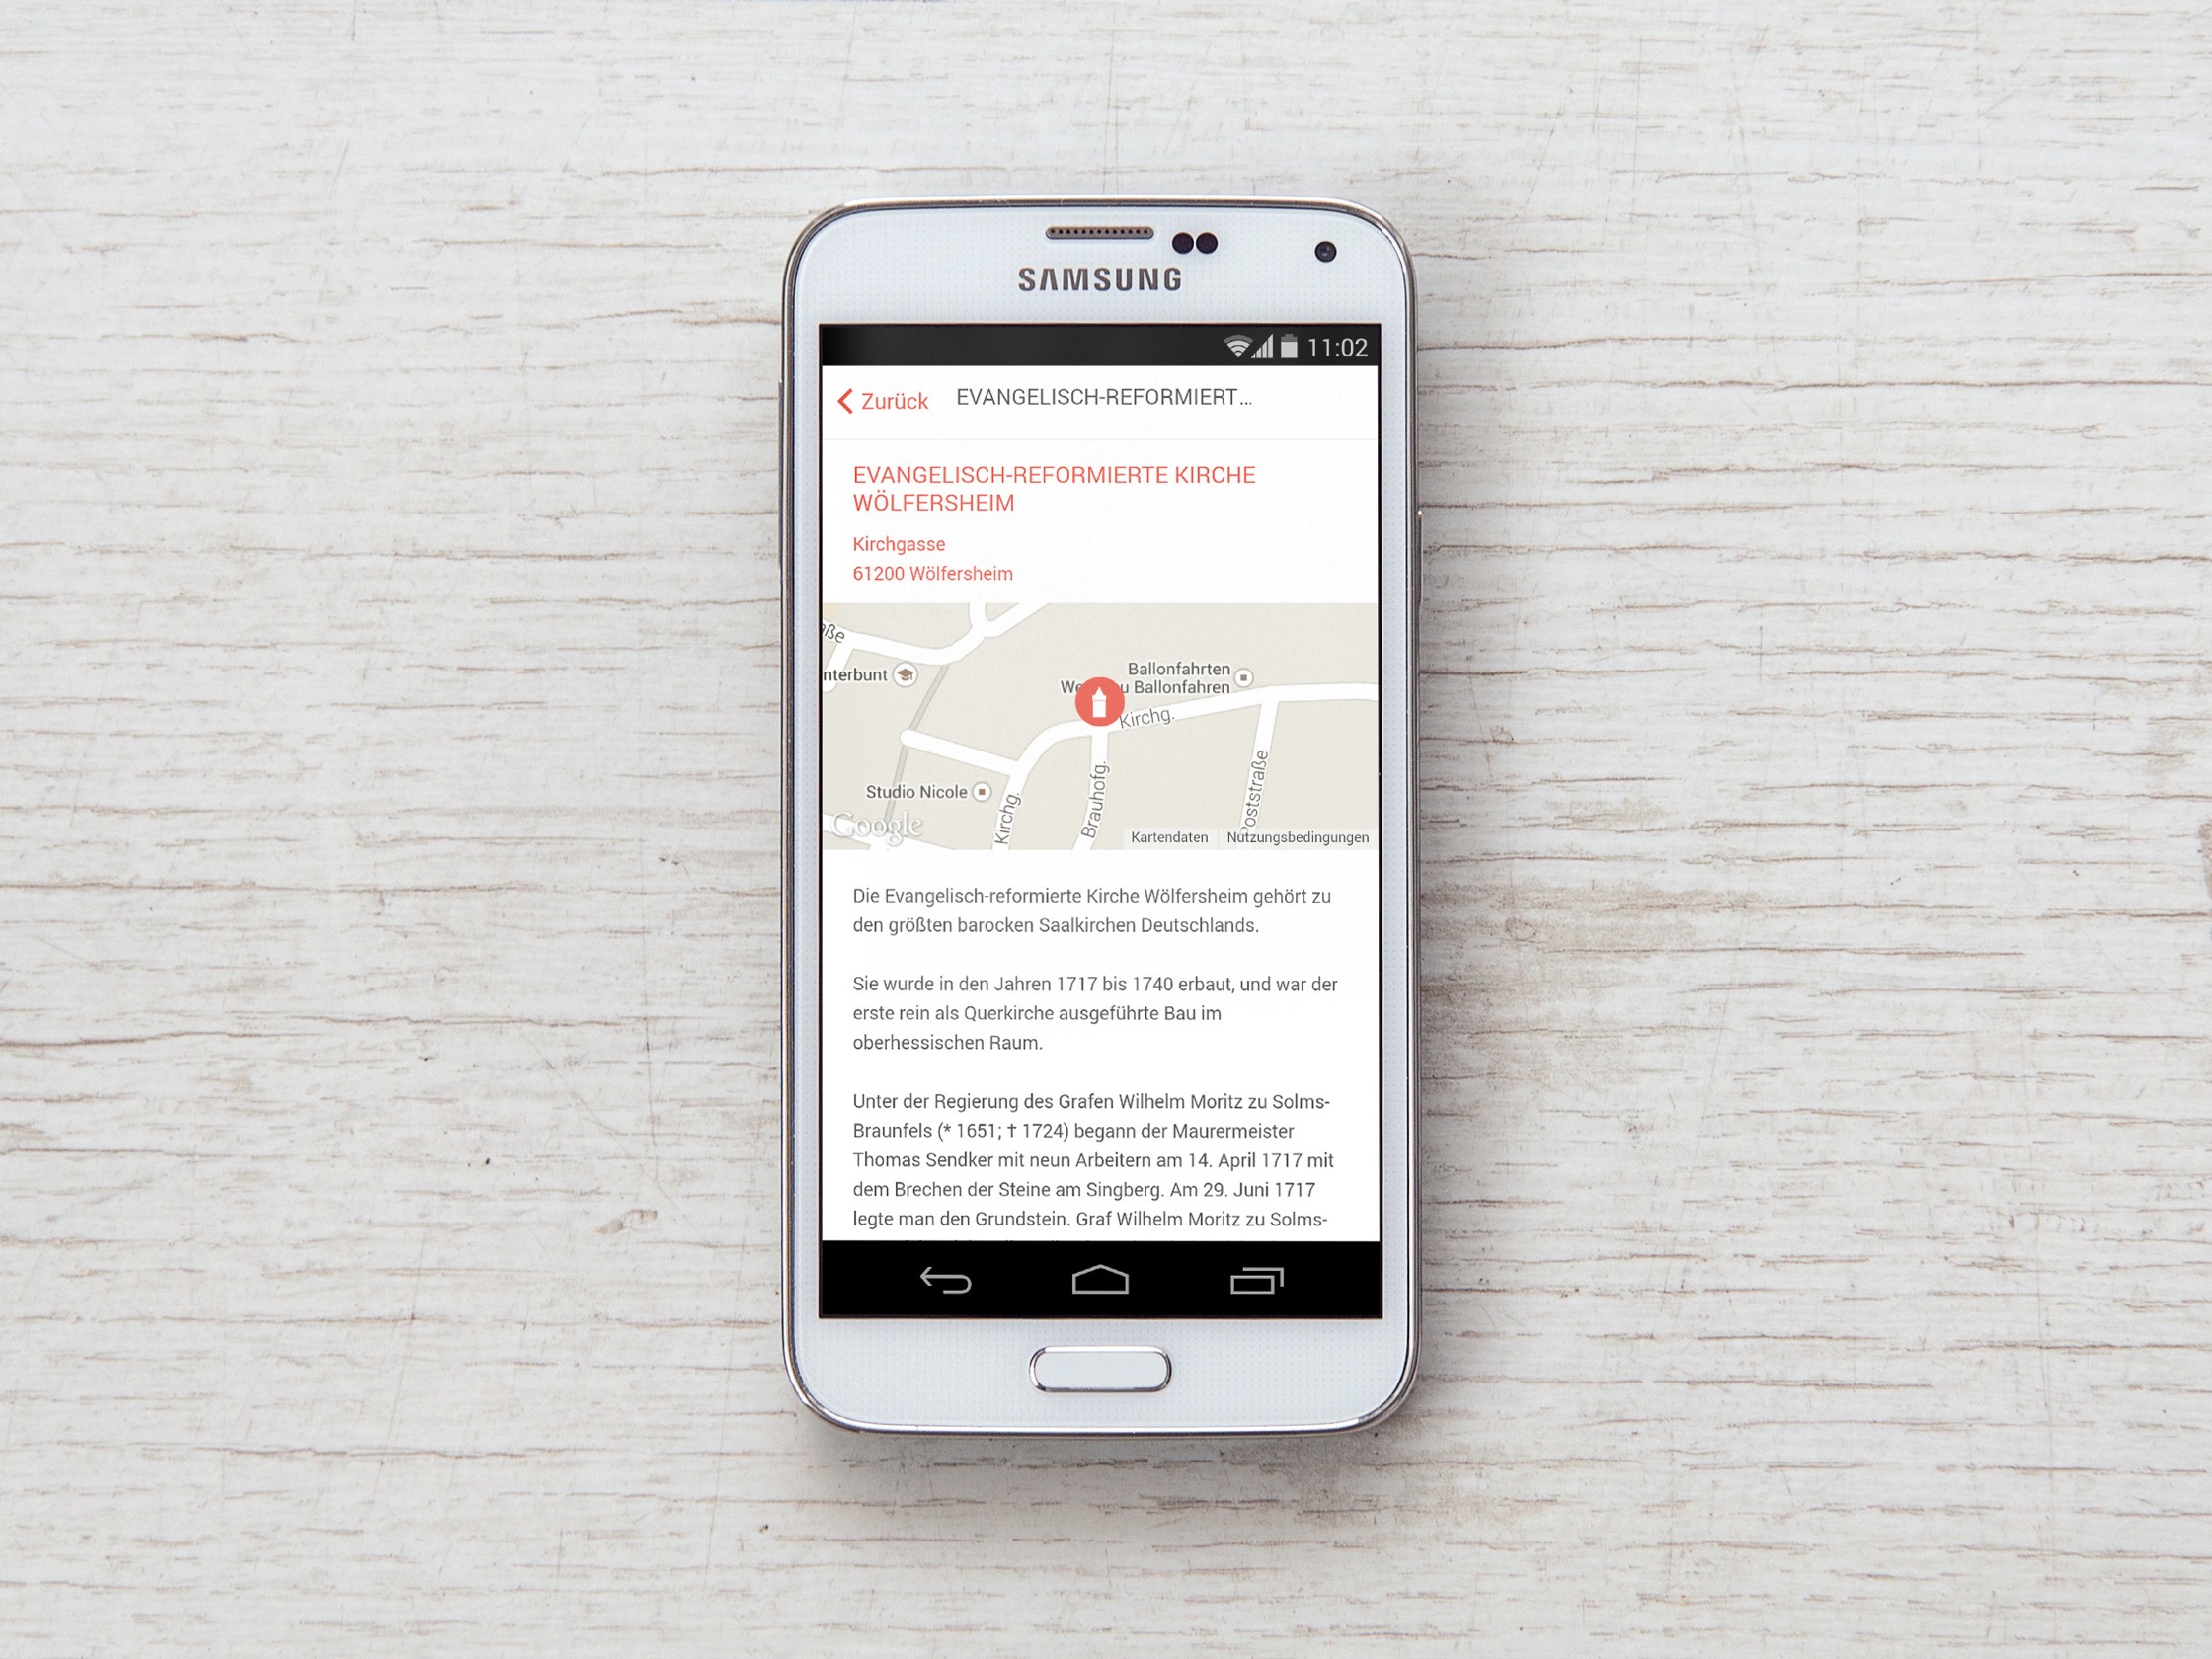 SAMSUNG
11:02
Zurück
EVANGELISCH-REFORMIERT...
EVANGELISCH-REFORMIERTE KIRCHE
WÖLFERSHEIM
Kirchgasse
61200 Wölfersheim
ße
nterbunt
Ballonfahrten
We u Ballonfahren
Kirchg.
Studio Nicole
Kirchg.
Brauhofg.
Poststraße
Google
Kartendaten
Nutzungsbedingungen
Die Evangelisch-reformierte Kirche Wölfersheim gehört zu
den größten barocken Saalkirchen Deutschlands.
Sie wurde in den Jahren 1717 bis 1740 erbaut, und war der
erste rein als Querkirche ausgeführte Bau im
oberhessischen Raum.
Unter der Regierung des Grafen Wilhelm Moritz zu Solms-
Braunfels (* 1651; † 1724) begann der Maurermeister
Thomas Sendker mit neun Arbeitern am 14. April 1717 mit
dem Brechen der Steine am Singberg. Am 29. Juni 1717
legte man den Grundstein. Graf Wilhelm Moritz zu Solms-